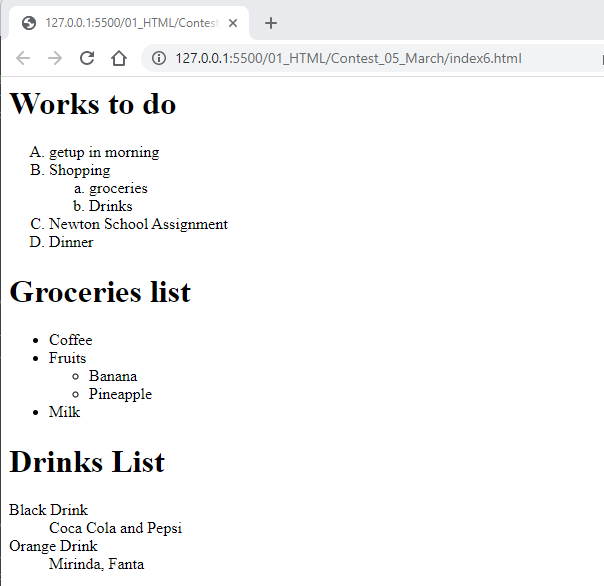 127.0.0.1:5500/01_HTML/Contest
127.0.0.1:5500/01_HTML/Contest_05_March/index6.html
Works to do
A. getup in morning
B. Shopping
a. groceries
b. Drinks
C. Newton School Assignment
D. Dinner
Groceries list
Coffee
Fruits
Banana
Pineapple
Milk
Drinks List
Black Drink
Coca Cola and Pepsi
Orange Drink
Mirinda, Fanta